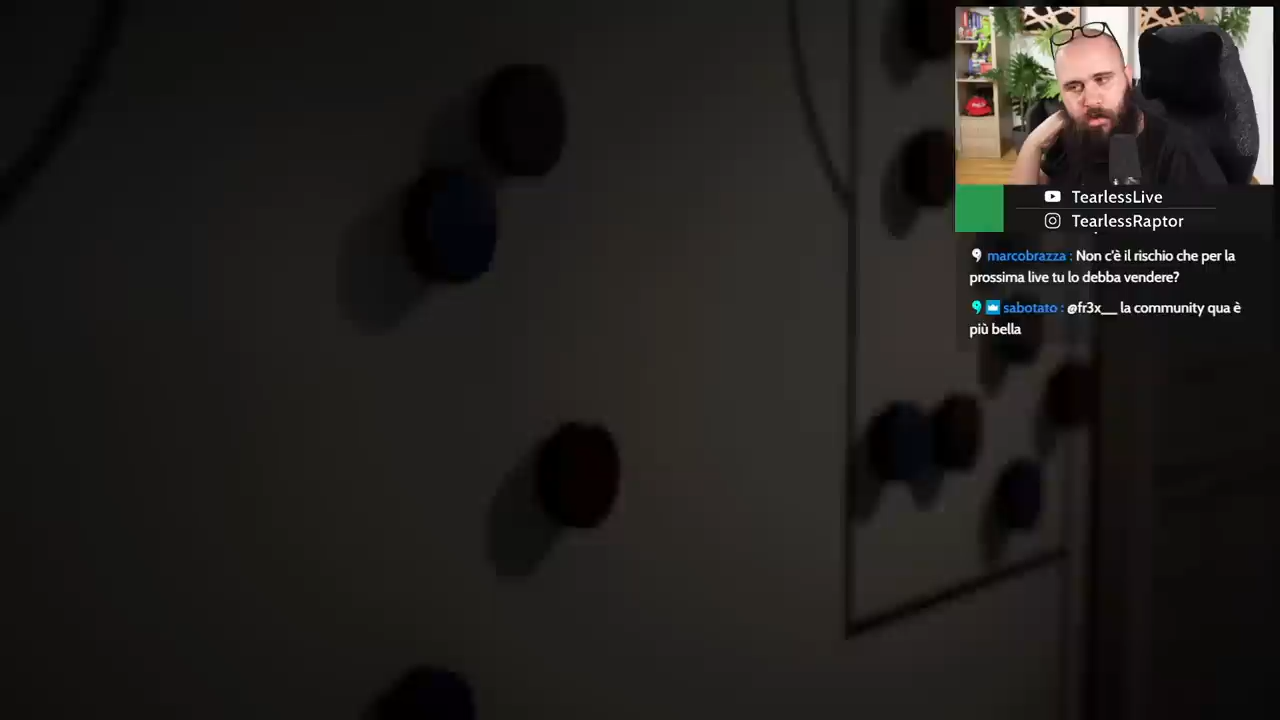 TearlessLive
TearlessRaptor
marcobrazza : Non c'è il rischio che per la
prossima live tu lo debba vendere?
sabotato : @fr3x__ la community qua è
più bella